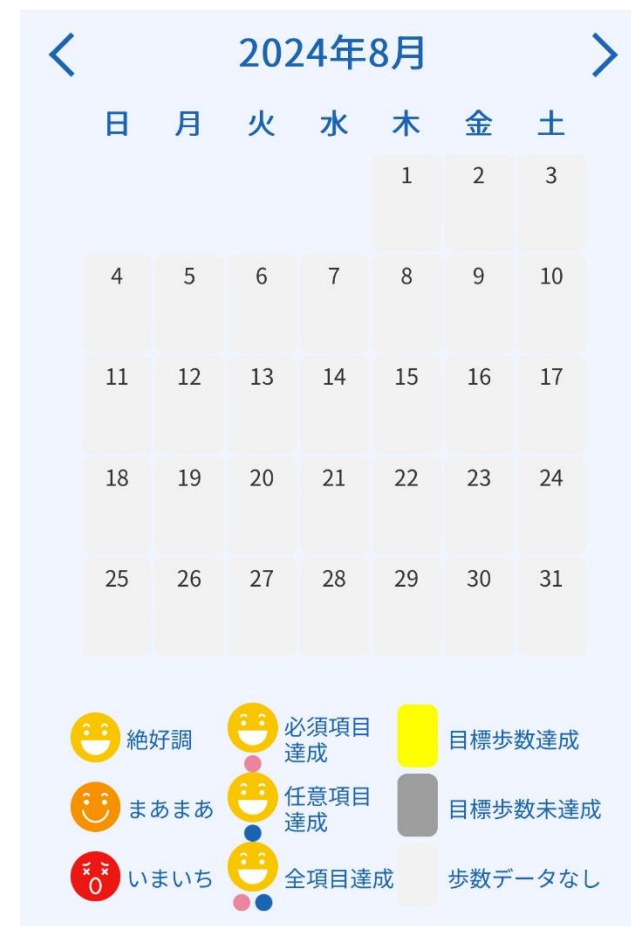 2024年8月
日 月 火 水 木 金 土
1 2 3
4 5 6 7 8 9 10
11 12 13 14 15 16 17
18 19 20 21 22 23 24
25 26 27 28 29 30 31
絶好調
必須項目
達成
目標歩数達成
まあまあ
任意項目
達成
目標歩数未達成
いまいち
全項目達成
歩数データなし